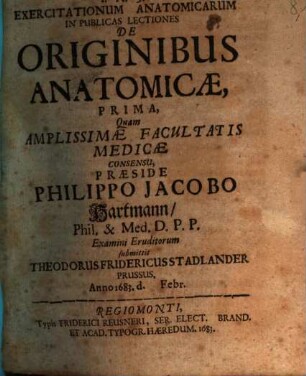 EXERCITATIONUM ANATOMICARUM
IN PUBLICAS LECTIONES
DE
ORIGINIBUS
ANATOMICÆ,
PRIMA,
Quam
AMPLISSIMÆ FACULTATIS
MEDICÆ
CONSENSU,
PRÆSIDE
PHILIPPO JACOBO
Hartmann/
Phil. & Med. D. P. P.
Examini Eruditorum
submittit
THEODORUS FRIDERICUS STADLANDER
PRUSSUS,
Anno 1683. d. Febr.
REGIOMONTI,
Typis FRIDERICI REUSNERI, SER. ELECT. BRAND.
ET ACAD. TYPOGR. HÆREDUM. 1683.